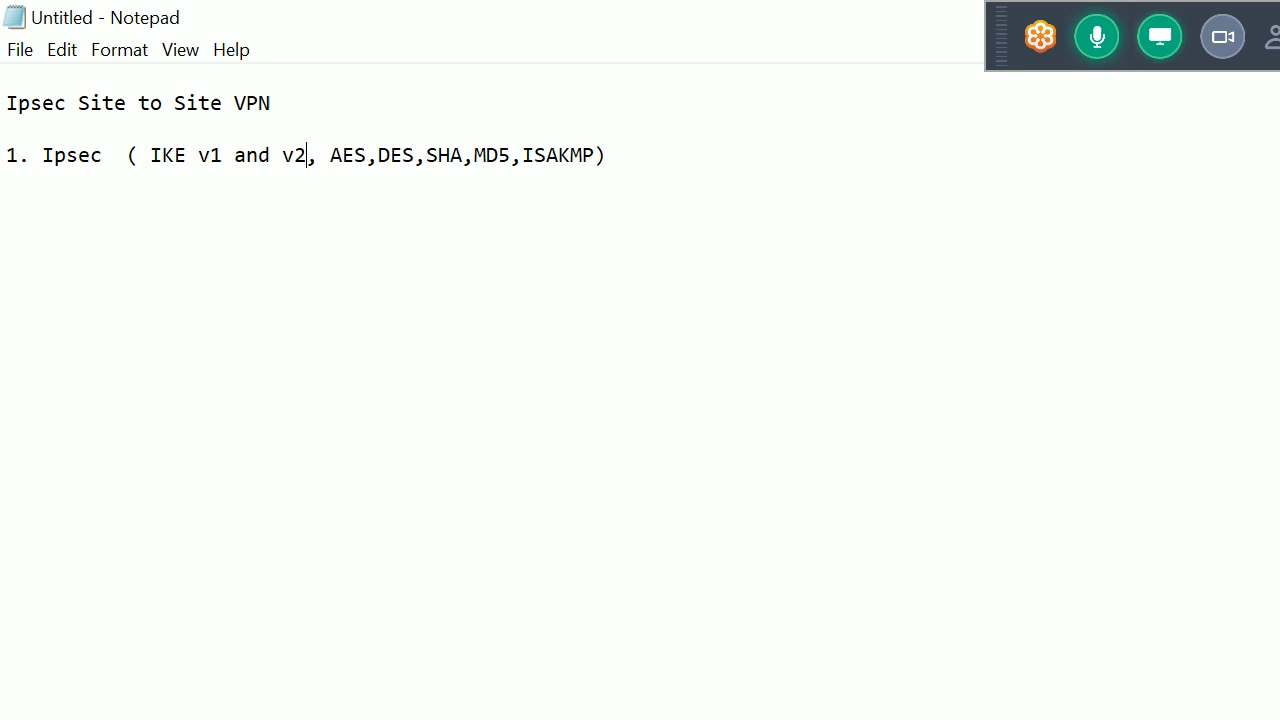 Untitled - Notepad
File Edit Format View Help
Ipsec Site to Site VPN
1. Ipsec  ( IKE v1 and v2, AES,DES,SHA,MD5,ISAKMP)